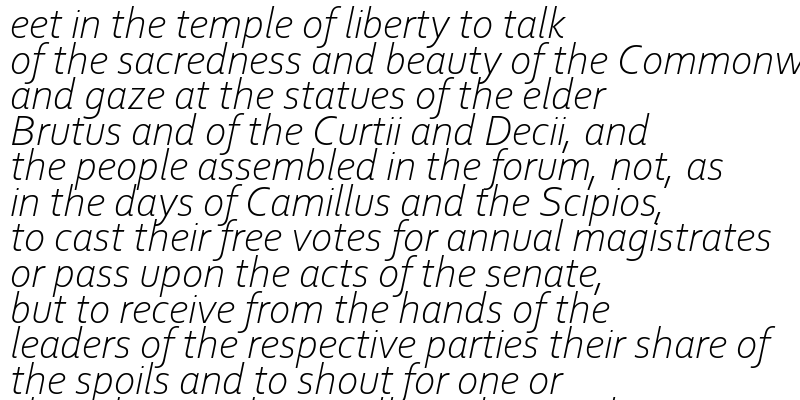 eet in the temple of liberty to talk
of the sacredness and beauty of the Commonw
and gaze at the statues of the elder
Brutus and of the Curtii and Decii, and
the people assembled in the forum, not, as
in the days of Camillus and the Scipios,
to cast their free votes for annual magistrates
or pass upon the acts of the senate,
but to receive from the hands of the
leaders of the respective parties their share of
the spoils and to shout for one or